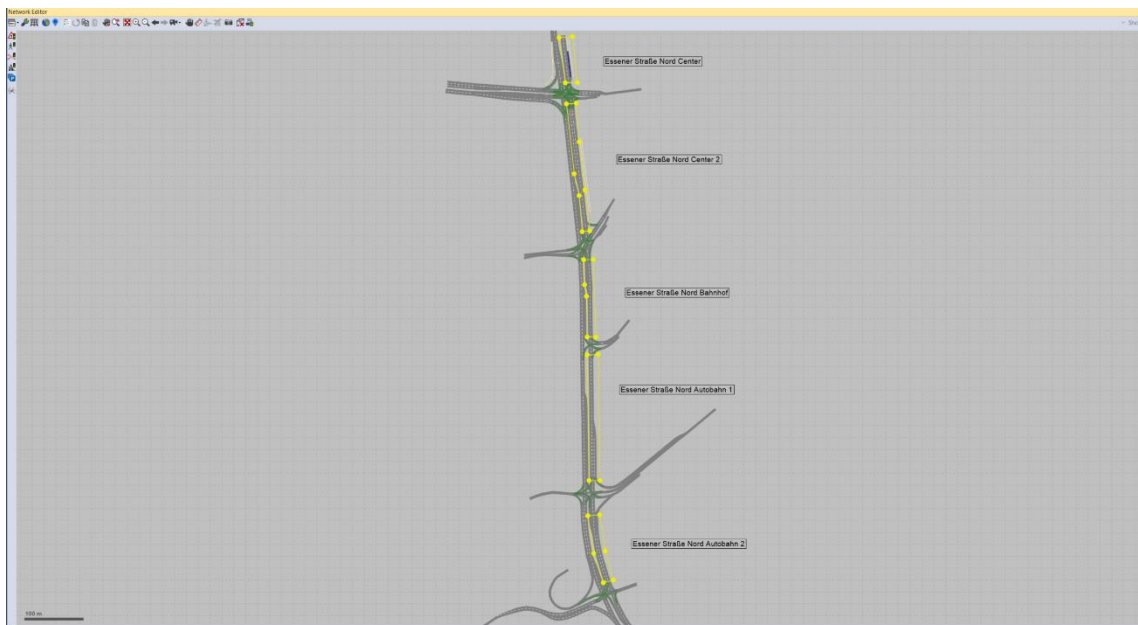 Network Editor
Essener Straße Nord Center
Essener Straße Nord Center 2
Essener Straße Nord Bahnhof
Essener Straße Nord Autobahn 1
Essener Straße Nord Autobahn 2
100 m